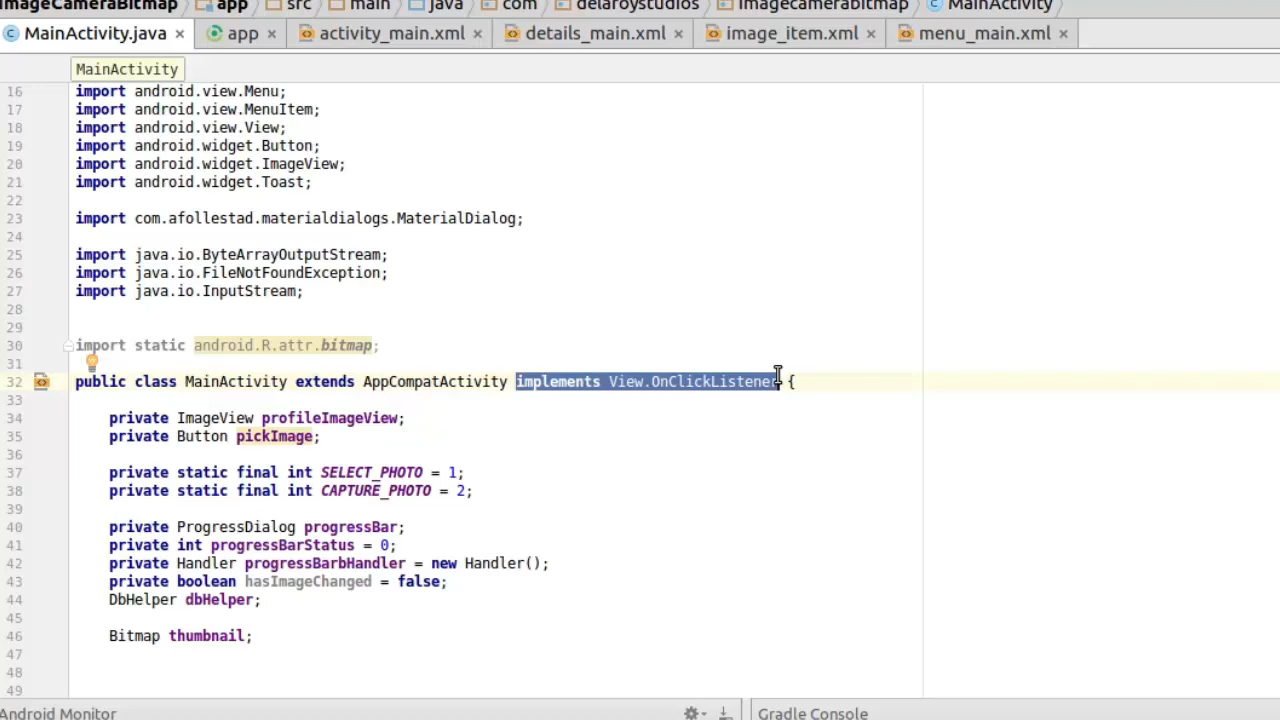 ImageCameraBitmap app src main java com delaroystudios imagecamerabitmap MainActivity
MainActivity.java × app × activity_main.xml × details_main.xml × image_item.xml × menu_main.xml ×
MainActivity
16 import android.view.Menu;
17 import android.view.MenuItem;
18 import android.view.View;
19 import android.widget.Button;
20 import android.widget.ImageView;
21 import android.widget.Toast;
22
23 import com.afollestad.materialdialogs.MaterialDialog;
24
25 import java.io.ByteArrayOutputStream;
26 import java.io.FileNotFoundException;
27 import java.io.InputStream;
28
29
30 import static android.R.attr.bitmap;
31
32 public class MainActivity extends AppCompatActivity implements View.OnClickListener {
33
34 private ImageView profileImageView;
35 private Button pickImage;
36
37 private static final int SELECT_PHOTO = 1;
38 private static final int CAPTURE_PHOTO = 2;
39
40 private ProgressDialog progressBar;
41 private int progressBarStatus = 0;
42 private Handler progressBarbHandler = new Handler();
43 private boolean hasImageChanged = false;
44 DbHelper dbHelper;
45
46 Bitmap thumbnail;
47
48
49
Android Monitor Gradle Console